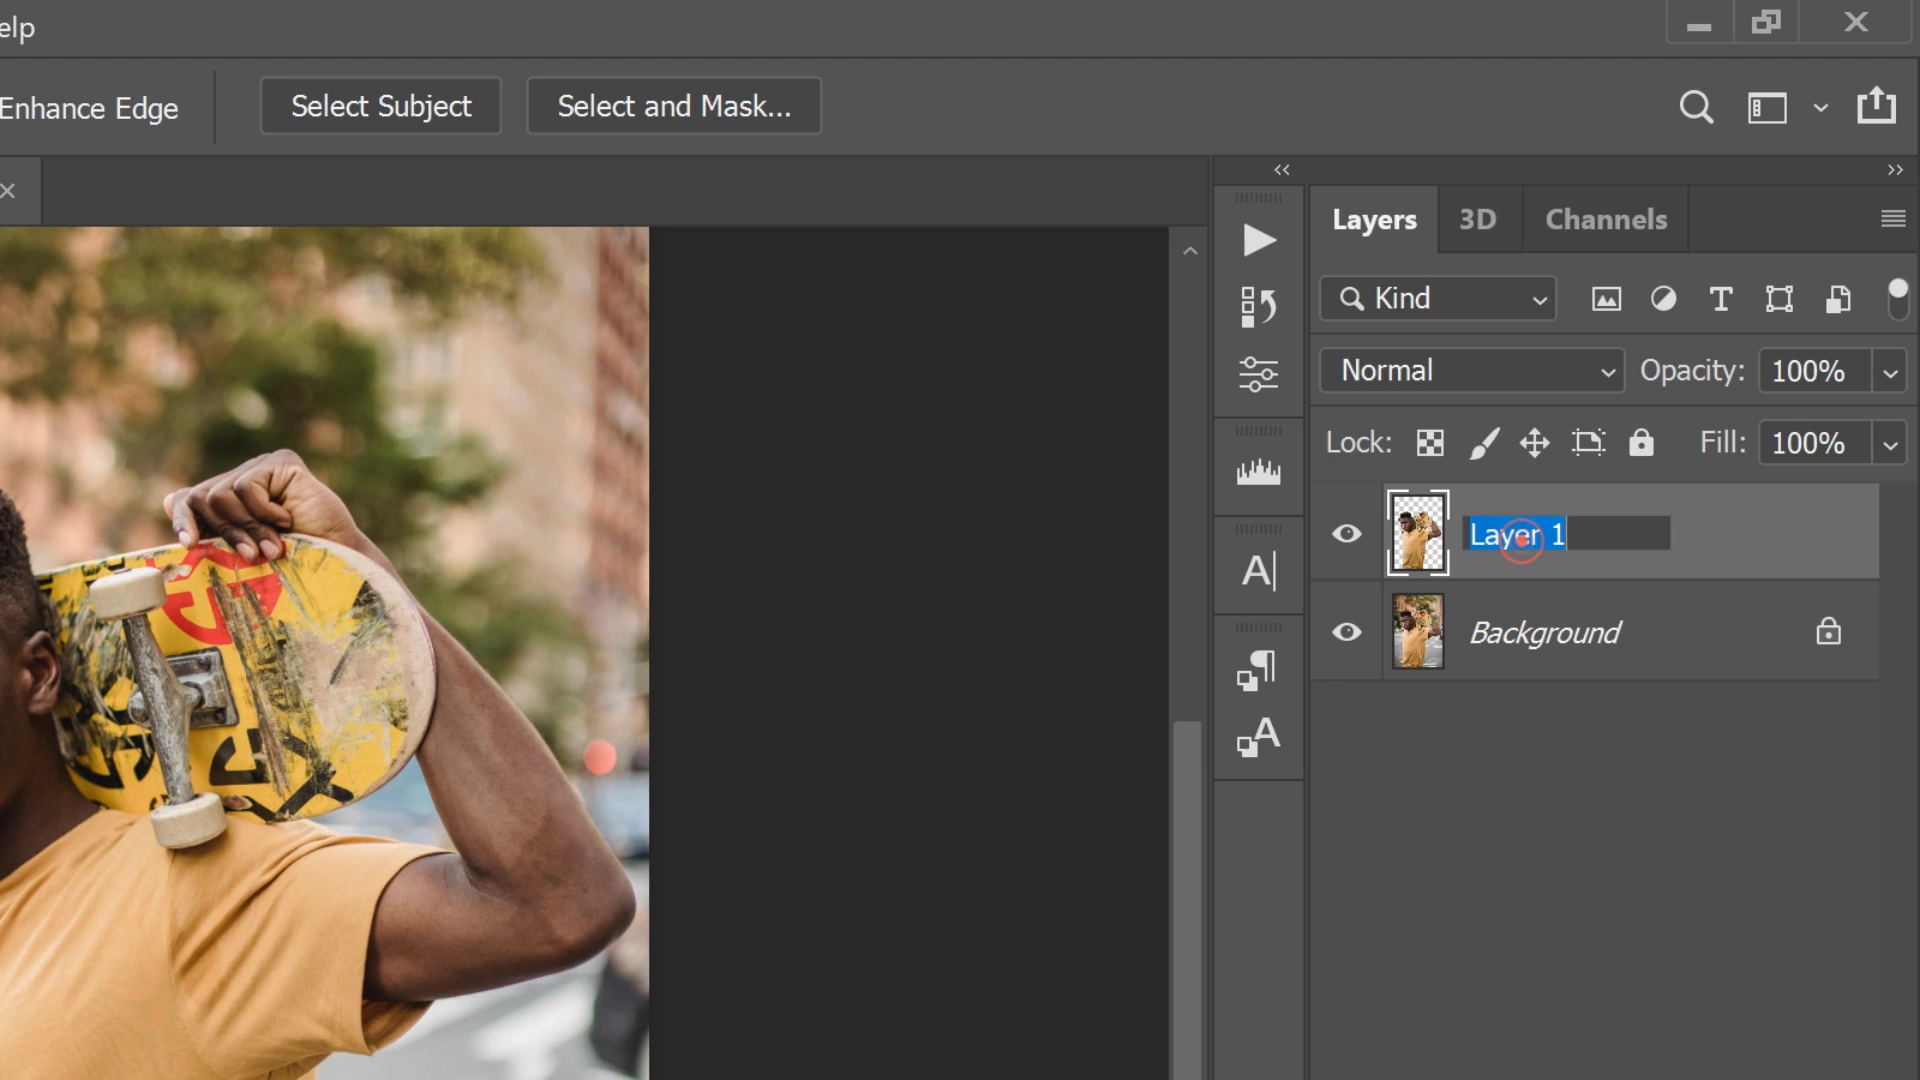 elp
Enhance Edge
Select Subject
Select and Mask...
Layers
3D
Channels
Kind
Normal
Opacity: 100%
Lock:
Fill: 100%
Layer 1
Background